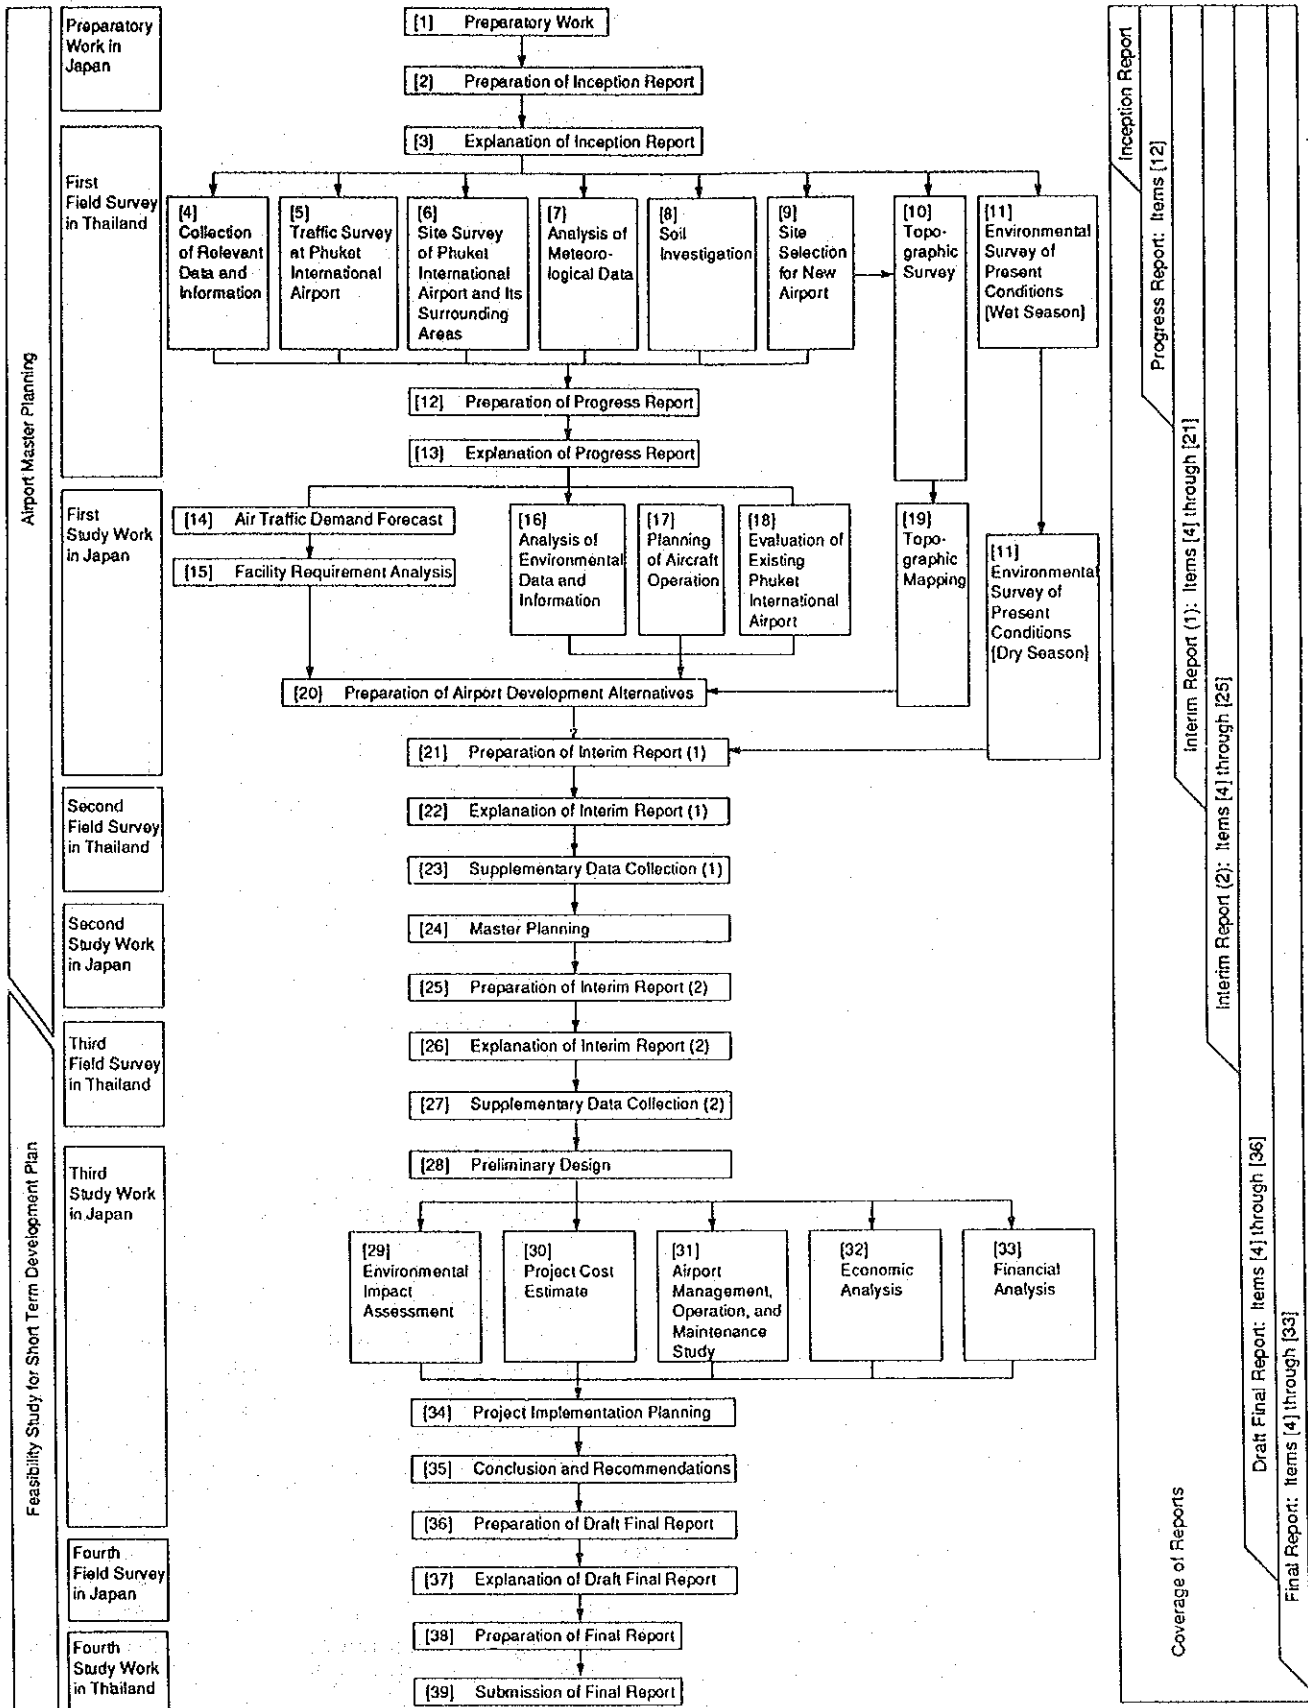 Airport Master Planning
Feasibility Study for Short Term Development Plan
Preparatory
Work in
Japan
First
Field Survey
in Thailand
First
Study Work
in Japan
Second
Field Survey
in Thailand
Second
Study Work
in Japan
Third
Field Survey
in Thailand
Third
Study Work
in Japan
Fourth
Field Survey
in Japan
Fourth
Study Work
in Thailand
[1] Preparatory Work
[2] Preparation of Inception Report
[3] Explanation of Inception Report
[4]
Collection
of Relevant
Data and
Information
[5]
Traffic Survey
at Phuket
International
Airport
[6]
Site Survey
of Phuket
International
Airport and Its
Surrounding
Areas
[7]
Analysis of
Meteoro-
logical Data
[8]
Soil
Investigation
[9]
Site
Selection
for New
Airport
[10]
Topo-
graphic
Survey
[11]
Environmental
Survey of
Present
Conditions
[Wet Season]
[12] Preparation of Progress Report
[13] Explanation of Progress Report
[14] Air Traffic Demand Forecast
[15] Facility Requirement Analysis
[16]
Analysis of
Environmental
Data and
Information
[17]
Planning
of Aircraft
Operation
[18]
Evaluation of
Existing
Phuket
International
Airport
[19]
Topo-
graphic
Mapping
[11]
Environmental
Survey of
Present
Conditions
[Dry Season]
[20] Preparation of Airport Development Alternatives
[21] Preparation of Interim Report (1)
[22] Explanation of Interim Report (1)
[23] Supplementary Data Collection (1)
[24] Master Planning
[25] Preparation of Interim Report (2)
[26] Explanation of Interim Report (2)
[27] Supplementary Data Collection (2)
[28] Preliminary Design
[29]
Environmental
Impact
Assessment
[30]
Project Cost
Estimate
[31]
Airport
Management,
Operation, and
Maintenance
Study
[32]
Economic
Analysis
[33]
Financial
Analysis
[34] Project Implementation Planning
[35] Conclusion and Recommendations
[36] Preparation of Draft Final Report
[37] Explanation of Draft Final Report
[38] Preparation of Final Report
[39] Submission of Final Report
Coverage of Reports
Inception Report
Progress Report: Items [12]
Interim Report (1): Items [4] through [21]
Interim Report (2): Items [4] through [25]
Draft Final Report: Items [4] through [36]
Final Report: Items [4] through [33]